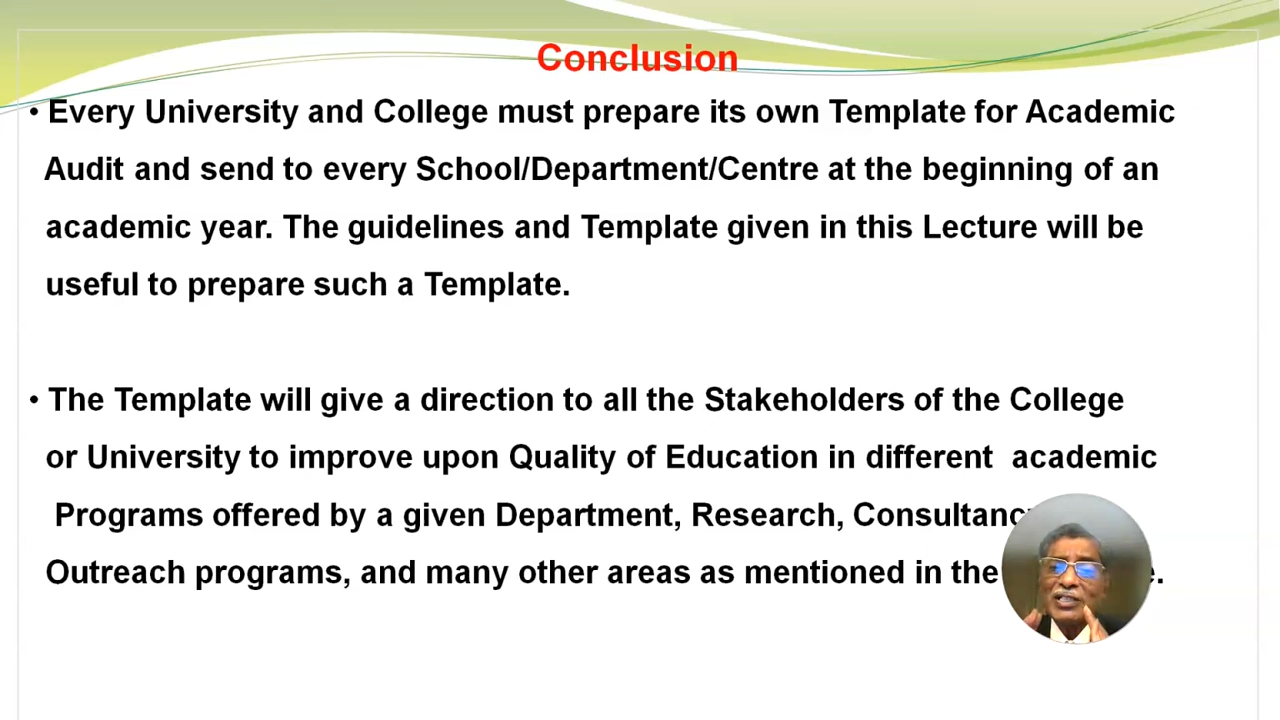 Conclusion
• Every University and College must prepare its own Template for Academic
Audit and send to every School/Department/Centre at the beginning of an
academic year. The guidelines and Template given in this Lecture will be
useful to prepare such a Template.
• The Template will give a direction to all the Stakeholders of the College
or University to improve upon Quality of Education in different academic
Programs offered by a given Department, Research,
Outreach programs, and many other areas as mentioned in the